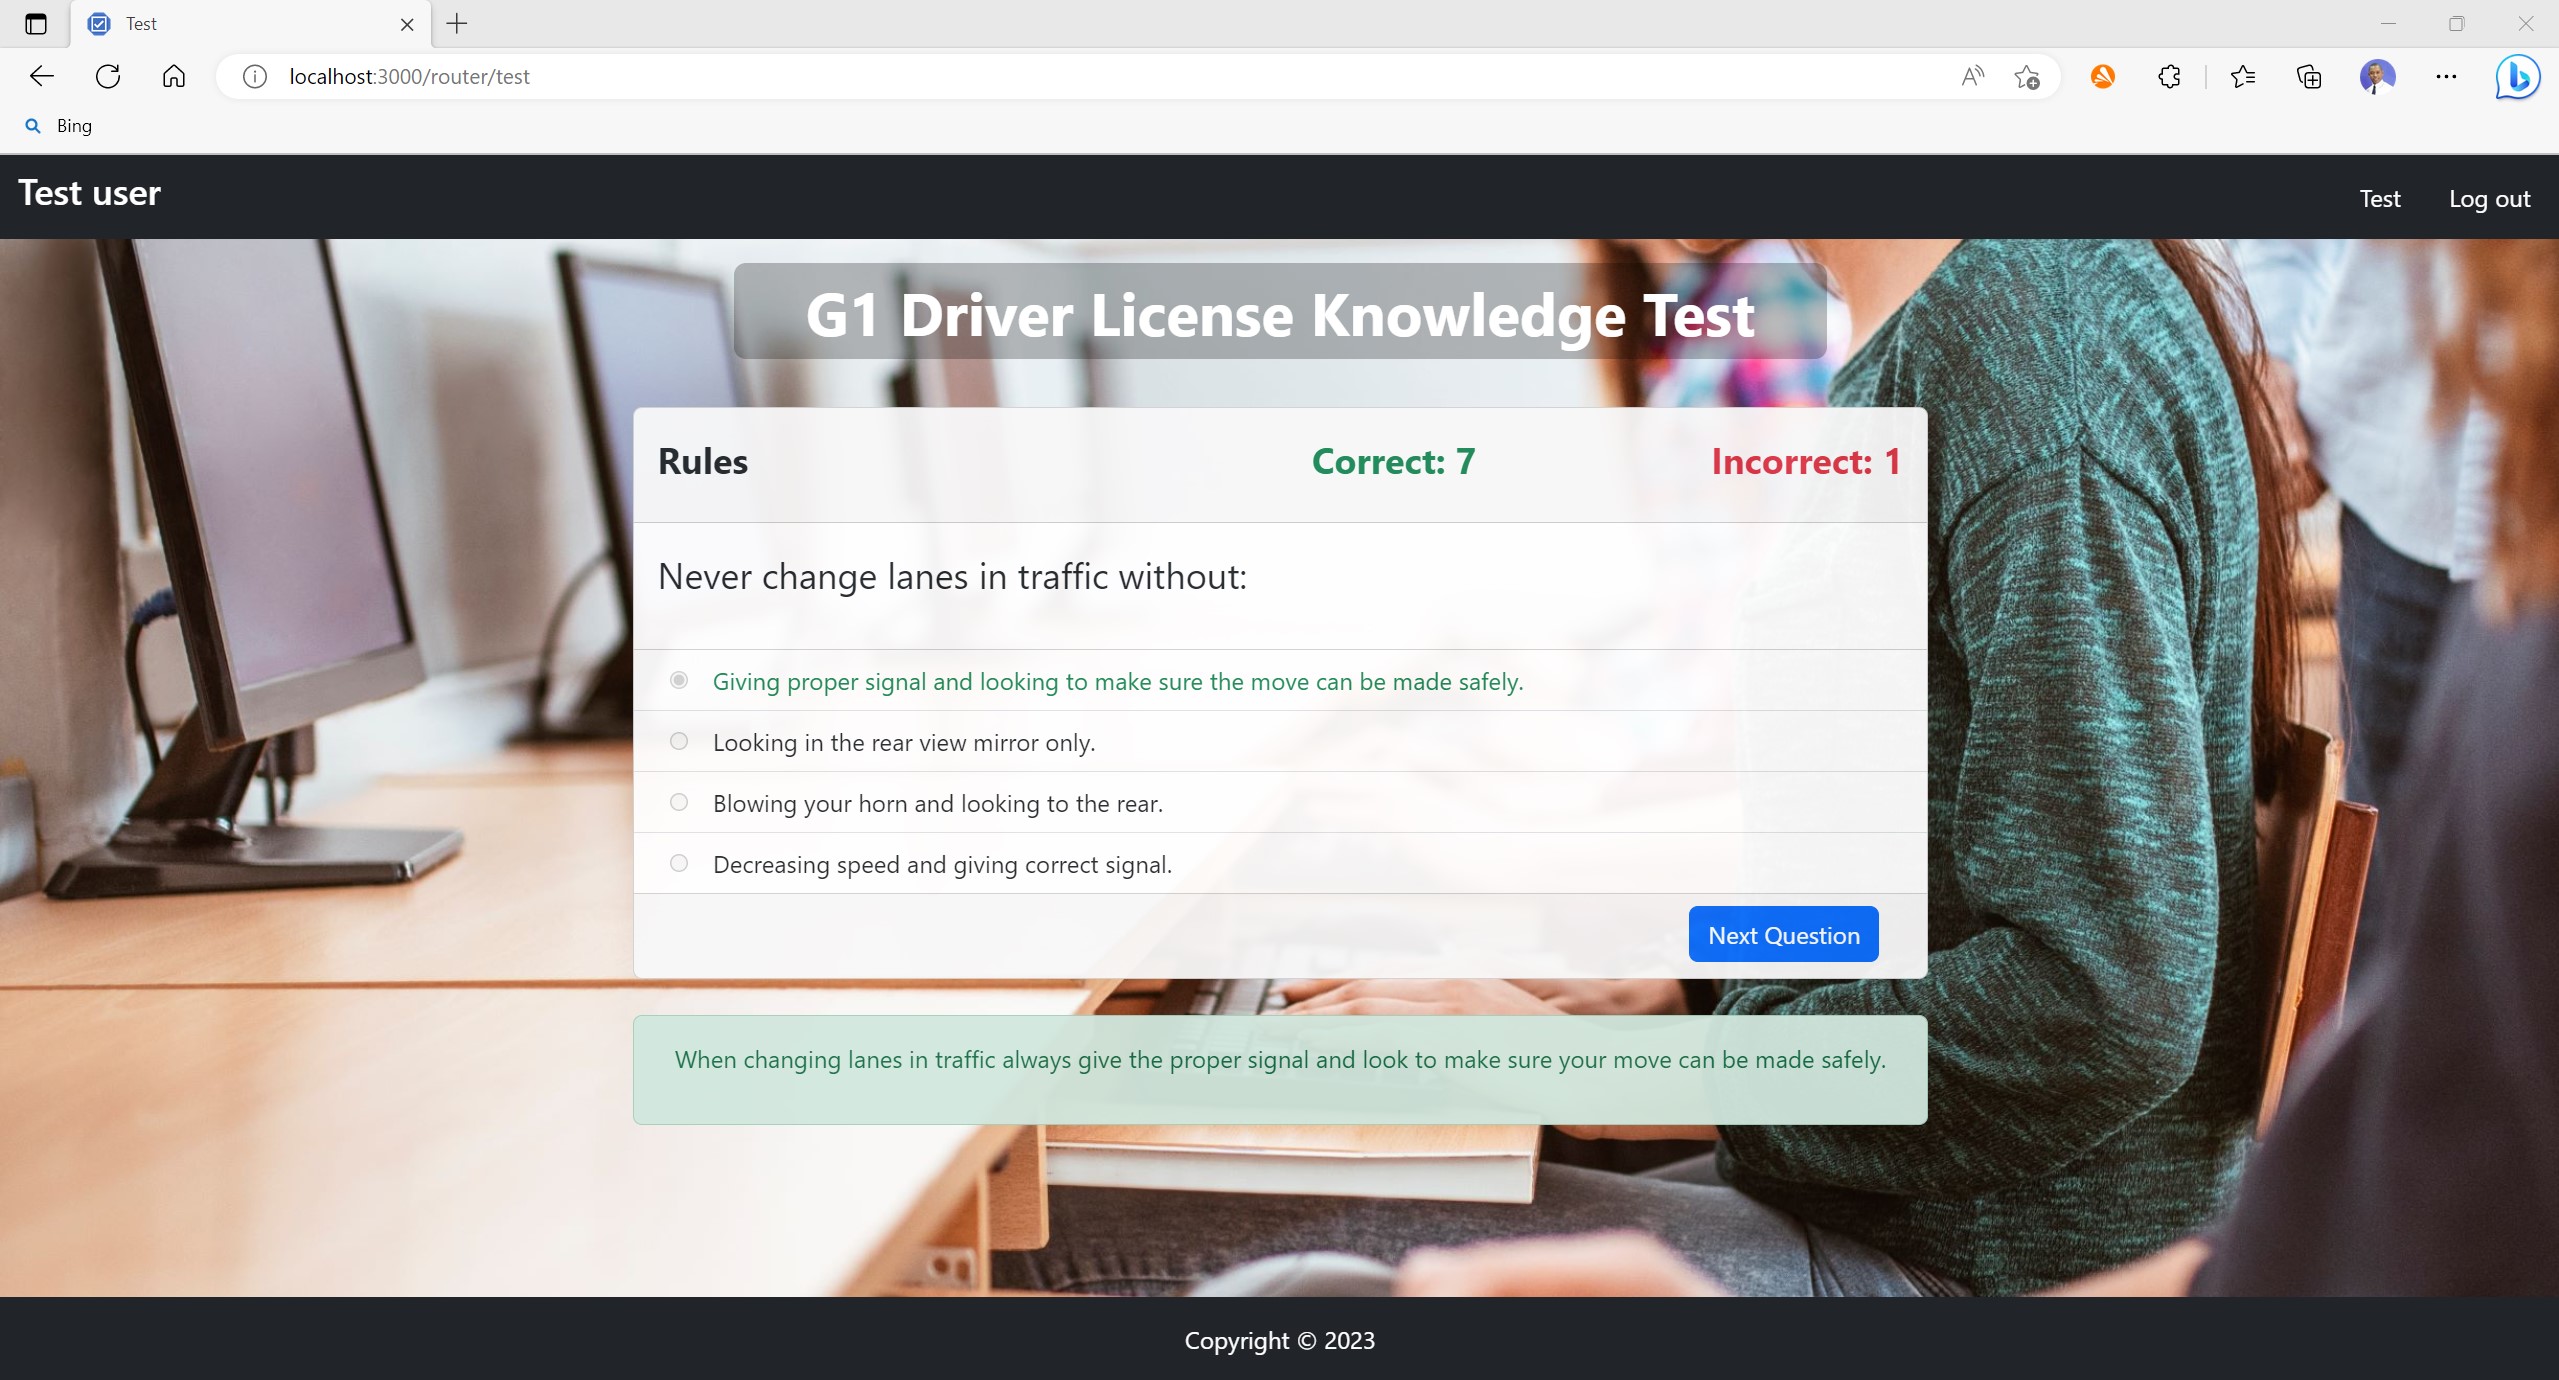 Test
localhost:3000/router/test
Bing
Test user
Test
Log out
G1 Driver License Knowledge Test
Rules
Correct: 7
Incorrect: 1
Never change lanes in traffic without:
Giving proper signal and looking to make sure the move can be made safely.
Looking in the rear view mirror only.
Blowing your horn and looking to the rear.
Decreasing speed and giving correct signal.
Next Question
When changing lanes in traffic always give the proper signal and look to make sure your move can be made safely.
Copyright © 2023